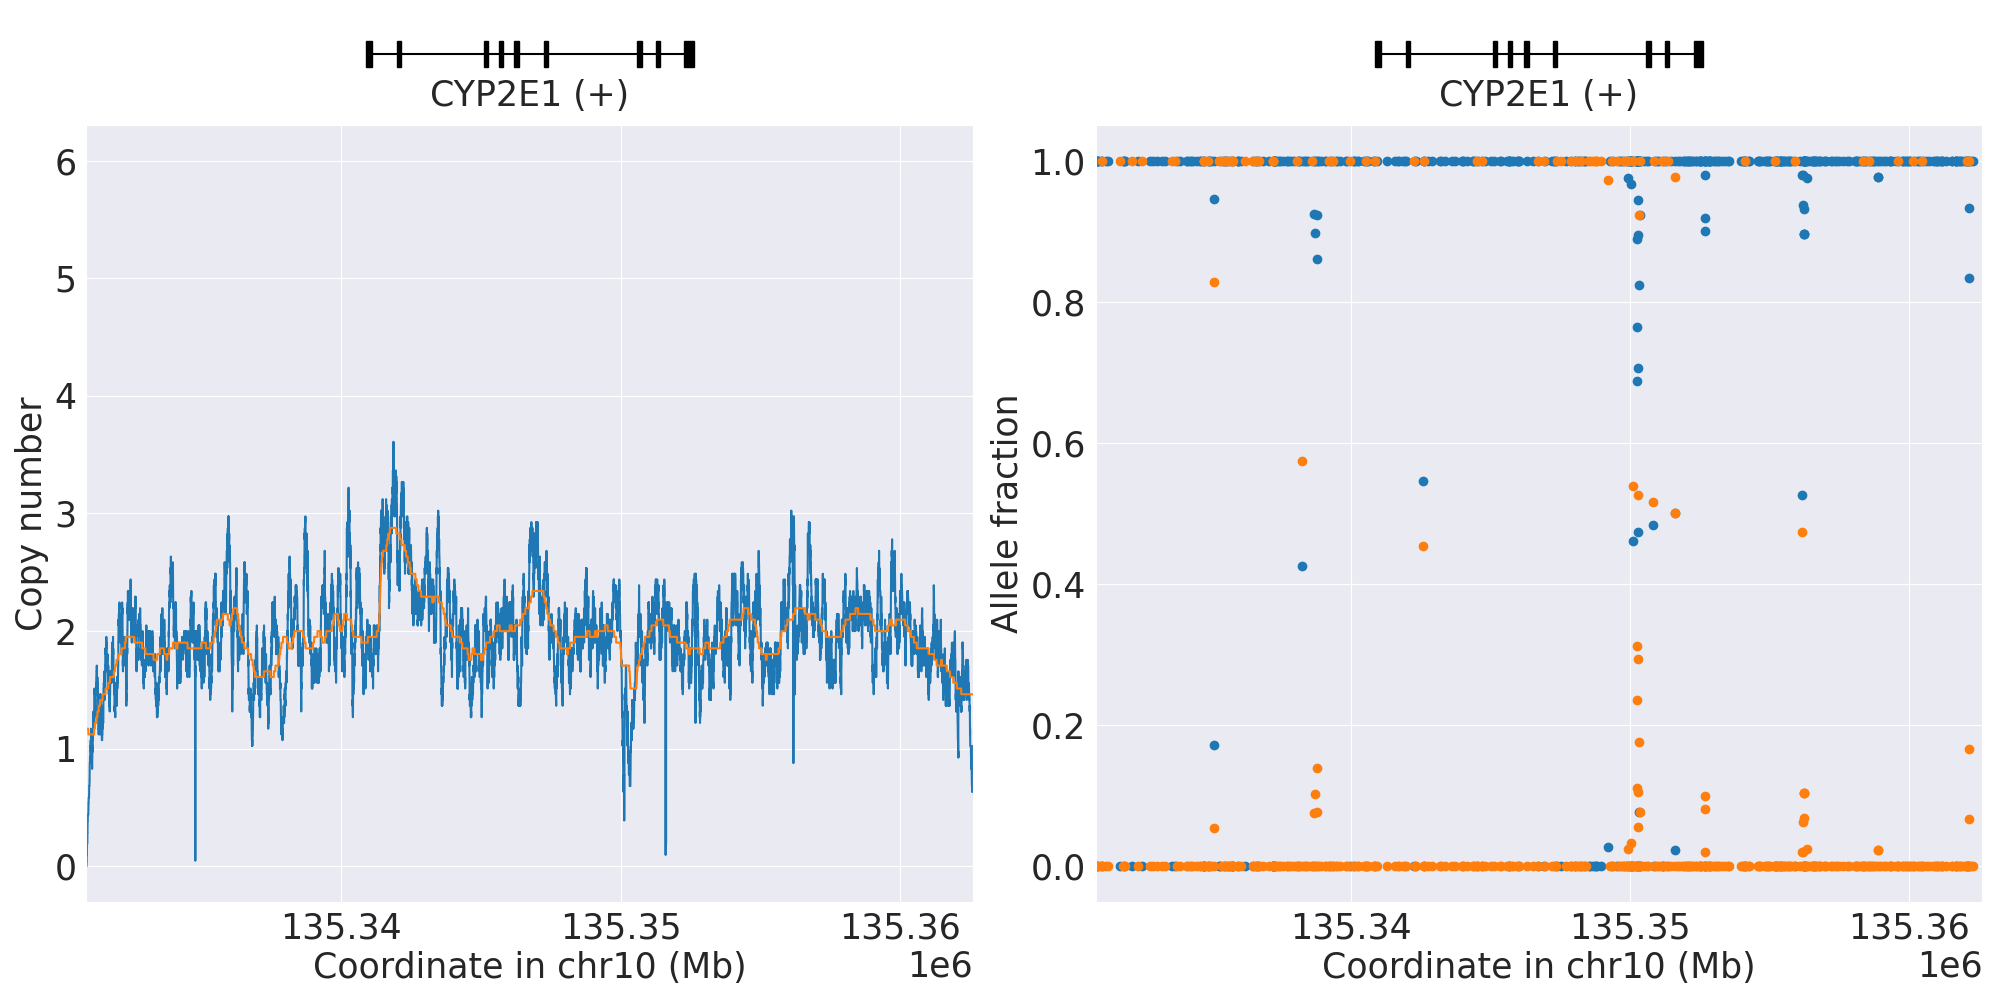 CYP2E1 (+)
6
5
4
3
2
1
0
Copy number
135.34 135.35 135.36
Coordinate in chr10 (Mb)
1e6
CYP2E1 (+)
1.0
0.8
0.6
0.4
0.2
0.0
Allele fraction
135.34 135.35 135.36
Coordinate in chr10 (Mb)
1e6